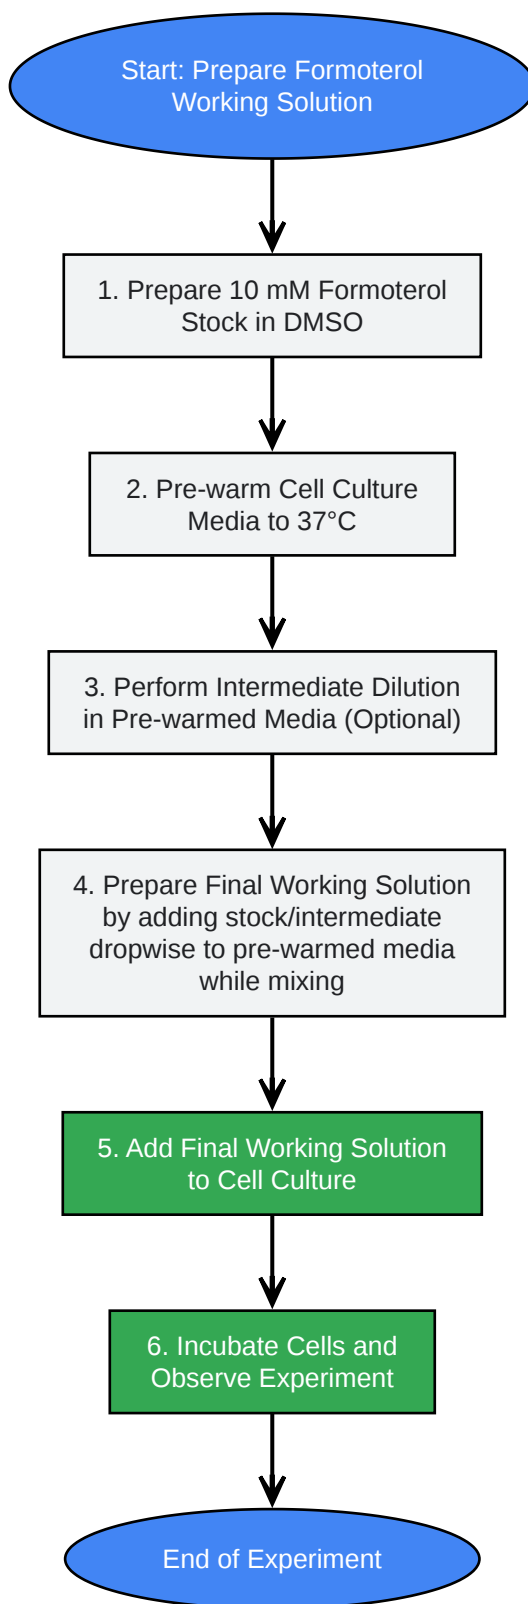 Start: Prepare Formoterol
Working Solution
1. Prepare 10 mM Formoterol
Stock in DMSO
2. Pre-warm Cell Culture
Media to 37°C
3. Perform Intermediate Dilution
in Pre-warmed Media (Optional)
4. Prepare Final Working Solution
by adding stock/intermediate
dropwise to pre-warmed media
while mixing
5. Add Final Working Solution
to Cell Culture
6. Incubate Cells and
Observe Experiment
End of Experiment